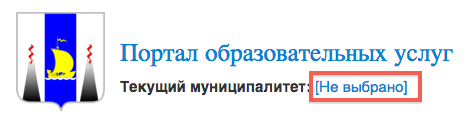 Портал образовательных услуг
Текущий муниципалитет: [Не выбрано]